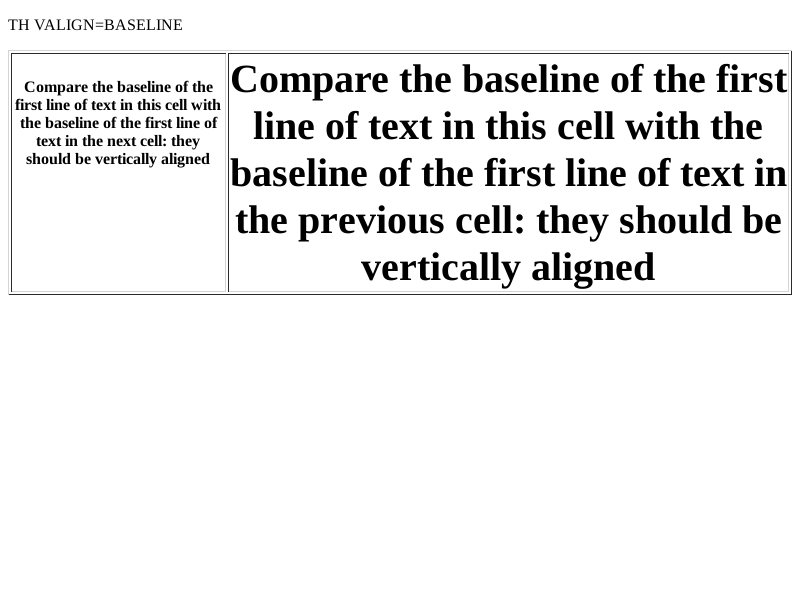 TH VALIGN=BASELINE
Compare the baseline of the
first line of text in this cell with
the baseline of the first line of
text in the next cell: they
should be vertically aligned
Compare the baseline of the first
line of text in this cell with the
baseline of the first line of text in
the previous cell: they should be
vertically aligned